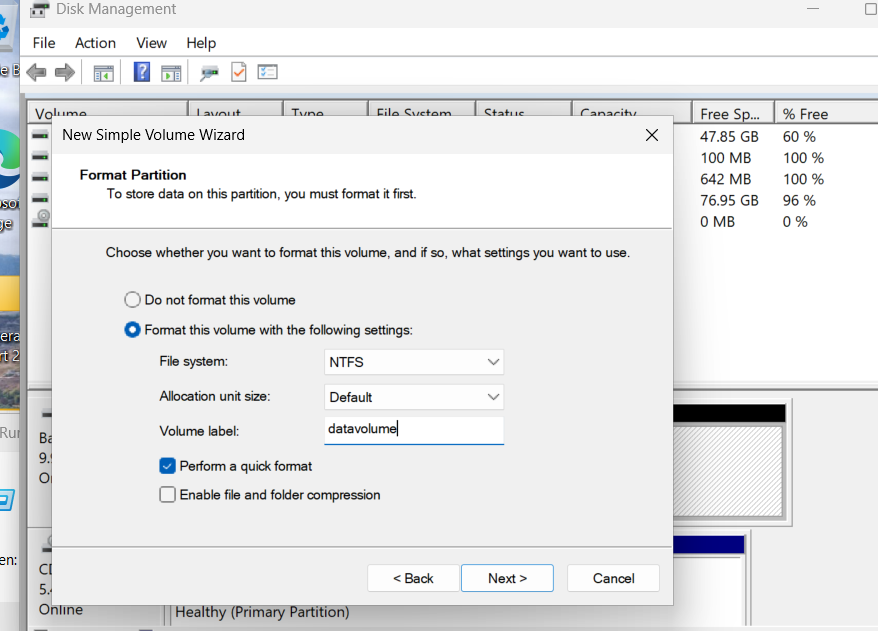 Disk Management
File Action View Help
Volume Layout Type File System Status Capacity Free Sp... % Free
New Simple Volume Wizard
47.85 GB 60 %
100 MB 100 %
642 MB 100 %
76.95 GB 96 %
0 MB 0 %
Format Partition
To store data on this partition, you must format it first.
Choose whether you want to format this volume, and if so, what settings you want to use.
Do not format this volume
Format this volume with the following settings:
File system: NTFS
Allocation unit size: Default
Volume label: datavolume
Perform a quick format
Enable file and folder compression
< Back Next > Cancel
Online
Healthy (Primary Partition)